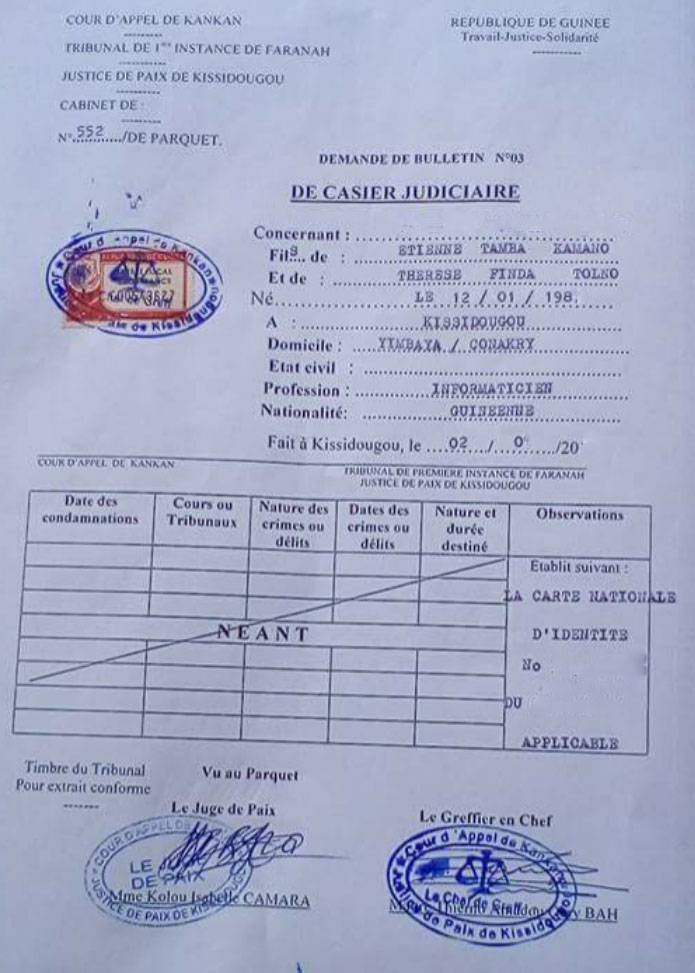 COUR D'APPEL DE KANKAN
REPUBLIQUE DE GUINEE
Travail-Justice-Solidarité
TRIBUNAL DE 1ère INSTANCE DE FARANAH
JUSTICE DE PAIX DE KISSIDOUGOU
CABINET DE :
N° 552 /DE PARQUET.
DEMANDE DE BULLETIN N°03
DE CASIER JUDICIAIRE
Concernant :
Fils de : ETIENNE TAMBA KAMANO
Et de : THERESE FINDA TOLNO
Né LE 12 / 01 / 198
A : KISSIDOUGOU
Domicile : YIMBAYA / CONAKRY
Etat civil :
Profession : INFORMATICIEN
Nationalité: GUINEENNE
Fait à Kissidougou, le 02 / 0 /20
Cour d'Appel de Kankan
de Paix de Kissidougou
COUR D'APPEL DE KANKAN
TRIBUNAL DE PREMIERE INSTANCE DE FARANAH
JUSTICE DE PAIX DE KISSIDOUGOU
Date des condamnations
Cours ou Tribunaux
Nature des crimes ou délits
Dates des crimes ou délits
Nature et durée destiné
Observations
NEANT
Etablit suivant :
LA CARTE NATIONALE
D'IDENTITE
No
DU
APPLICABLE
Timbre du Tribunal
Pour extrait conforme
Vu au Parquet
Le Juge de Paix
Le Greffier en Chef
COUR D'APPEL DE
LE
DE PAIX
JUSTICE DE PAIX DE KISSIDOUGOU
Mme Kolou Isabelle CAMARA
Cour d'Appel de Kankan
Le Chef de Greffe
de Paix de Kissidougou
BAH